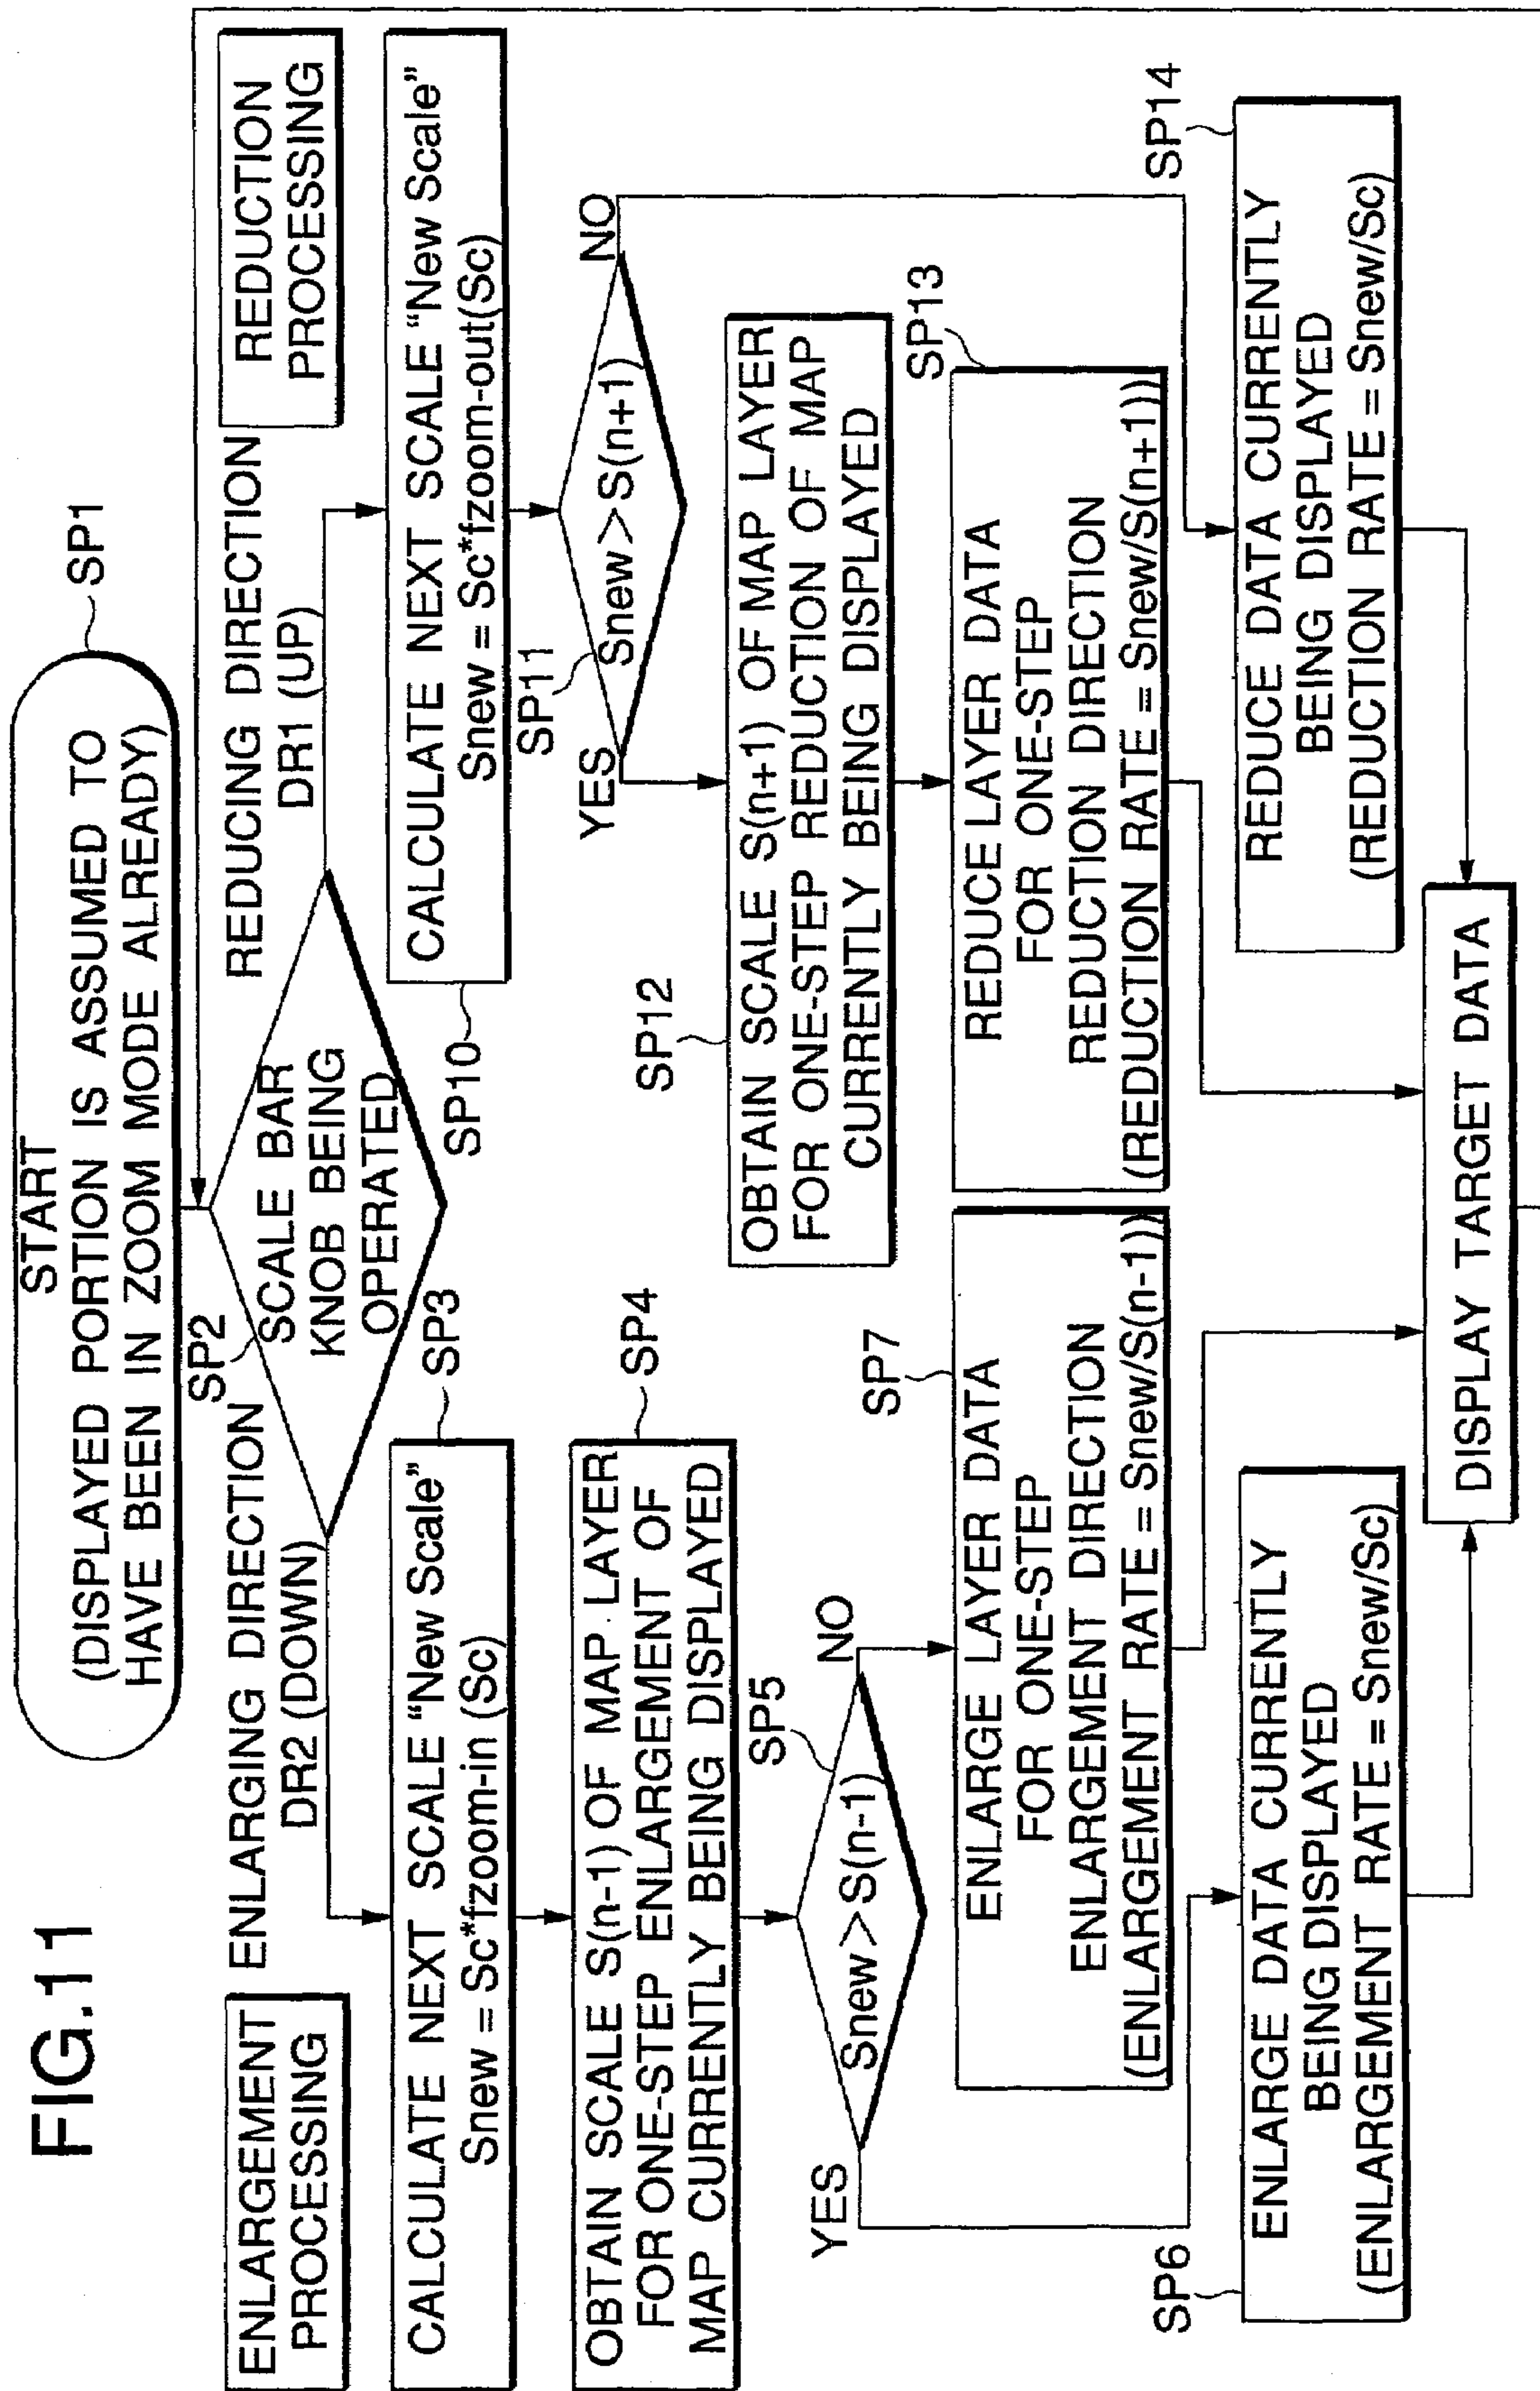 FIG.11
START
(DISPLAYED PORTION IS ASSUMED TO
HAVE BEEN IN ZOOM MODE ALREADY)
SP1
ENLARGEMENT
PROCESSING
ENLARGING DIRECTION
DR2 (DOWN)
SP2
SCALE BAR
KNOB BEING
OPERATED
REDUCING DIRECTION
DR1 (UP)
REDUCTION
PROCESSING
CALCULATE NEXT SCALE "New Scale"
Snew = Sc*fzoom-in (Sc)
SP3
OBTAIN SCALE S(n-1) OF MAP LAYER
FOR ONE-STEP ENLARGEMENT OF
MAP CURRENTLY BEING DISPLAYED
SP4
SP5
Snew > S(n-1)
YES
NO
SP7
ENLARGE LAYER DATA
FOR ONE-STEP
ENLARGEMENT DIRECTION
(ENLARGEMENT RATE = Snew/S(n-1))
SP6
ENLARGE DATA CURRENTLY
BEING DISPLAYED
(ENLARGEMENT RATE = Snew/Sc)
CALCULATE NEXT SCALE "New Scale"
Snew = Sc*fzoom-out(Sc)
SP10
SP11
Snew > S(n+1)
YES
NO
SP12
OBTAIN SCALE S(n+1) OF MAP LAYER
FOR ONE-STEP REDUCTION OF MAP
CURRENTLY BEING DISPLAYED
SP13
REDUCE LAYER DATA
FOR ONE-STEP
REDUCTION DIRECTION
(REDUCTION RATE = Snew/S(n+1))
SP14
REDUCE DATA CURRENTLY
BEING DISPLAYED
(REDUCTION RATE = Snew/Sc)
DISPLAY TARGET DATA